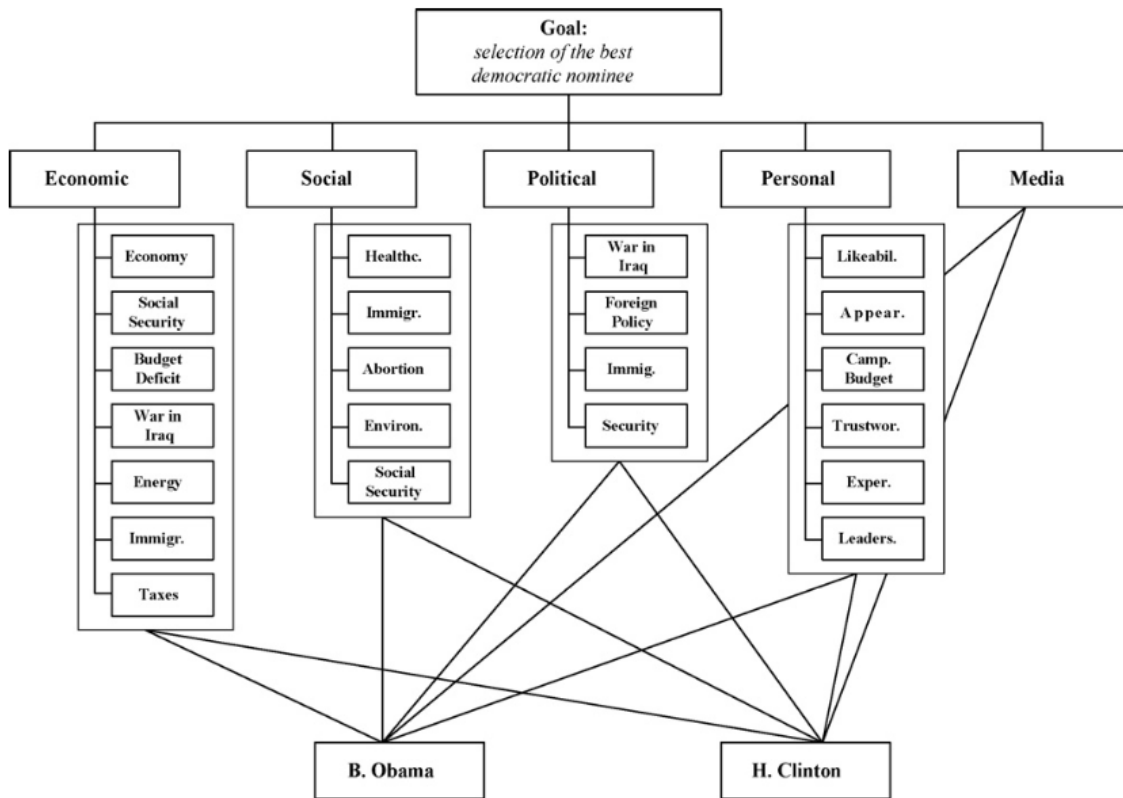 Goal:
selection of the best
democratic nominee
Economic
Social
Political
Personal
Media
Economy
Social
Security
Budget
Deficit
War in
Iraq
Energy
Immigr.
Taxes
Healthc.
Immigr.
Abortion
Environ.
Social
Security
War in
Iraq
Foreign
Policy
Immig.
Security
Likeabil.
Appear.
Camp.
Budget
Trustwor.
Exper.
Leaders.
B. Obama
H. Clinton